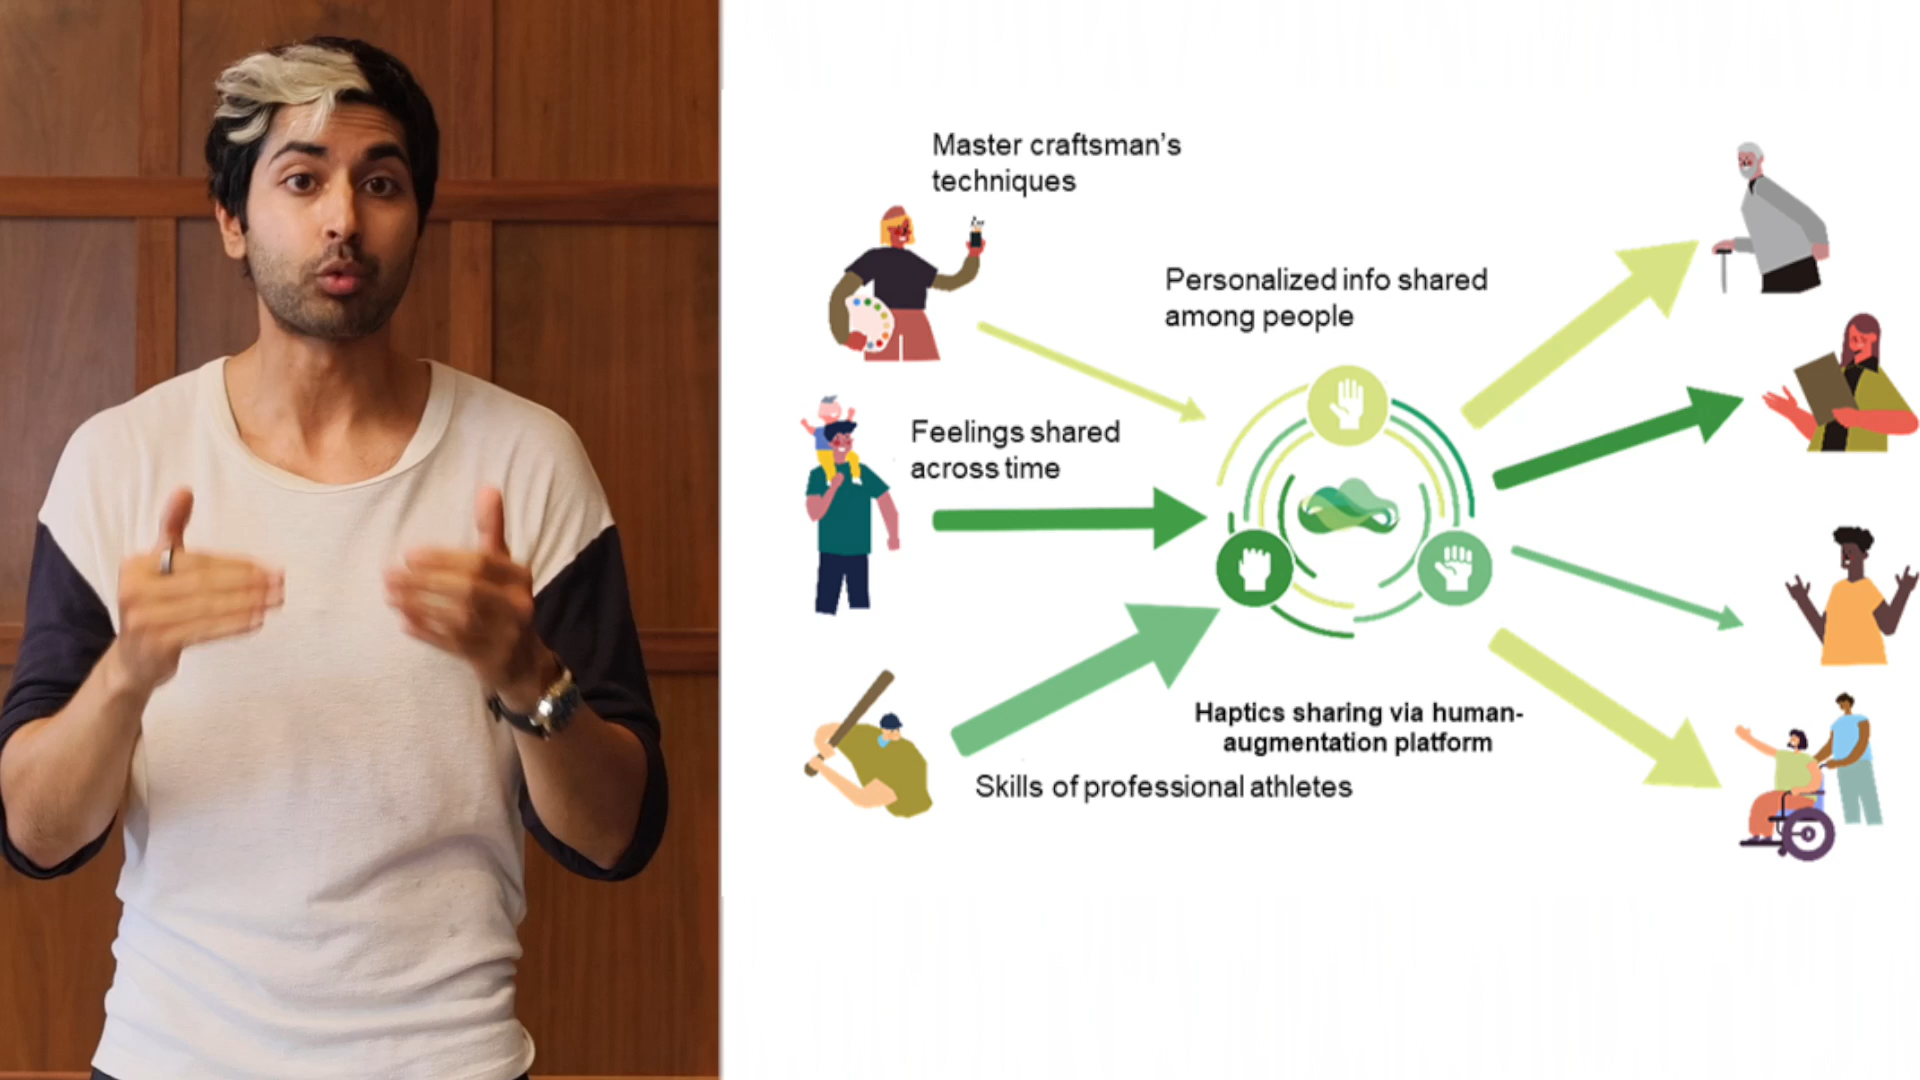 Master craftsman's
techniques
Personalized info shared
among people
Feelings shared
across time
Haptics sharing via human-
augmentation platform
Skills of professional athletes